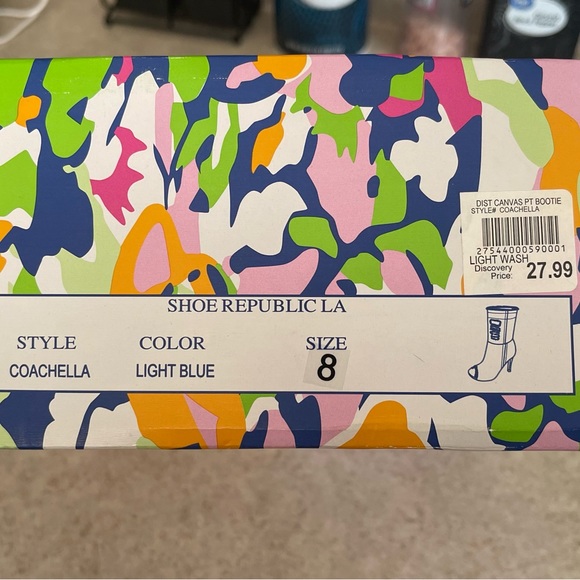 DIST CANVAS PT BOOTIE
STYLE# COACHELLA
27544000590001
LIGHT WASH
Discovery
Price: 27.99
SHOE REPUBLIC LA
STYLE COLOR SIZE
COACHELLA LIGHT BLUE 8